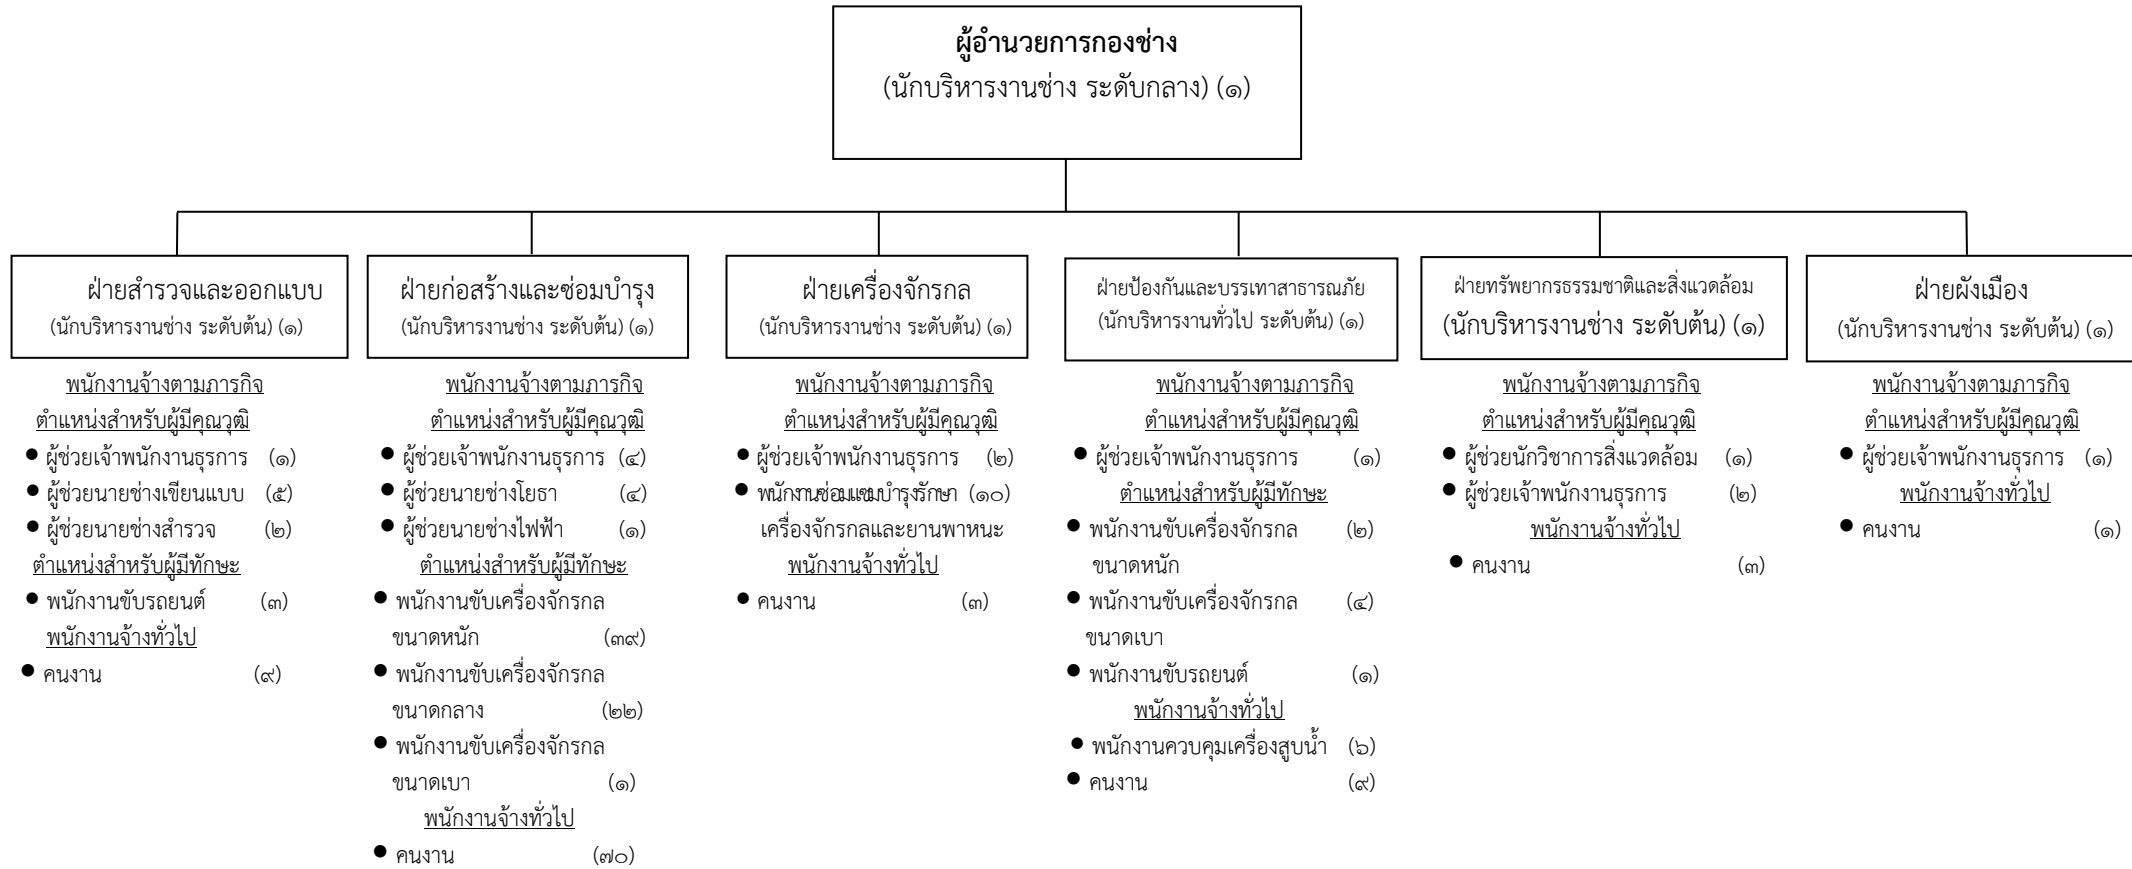 ผู้อำนวยการกองช่าง
(นักบริหารงานช่าง ระดับกลาง) (๑)
ฝ่ายสำรวจและออกแบบ
(นักบริหารงานช่าง ระดับต้น) (๑)
พนักงานจ้างตามภารกิจ
ตำแหน่งสำหรับผู้มีคุณวุฒิ
● ผู้ช่วยเจ้าพนักงานธุรการ (๑)
● ผู้ช่วยนายช่างเขียนแบบ (๕)
● ผู้ช่วยนายช่างสำรวจ (๒)
ตำแหน่งสำหรับผู้มีทักษะ
● พนักงานขับรถยนต์ (๓)
พนักงานจ้างทั่วไป
● คนงาน (๙)
ฝ่ายก่อสร้างและซ่อมบำรุง
(นักบริหารงานช่าง ระดับต้น) (๑)
พนักงานจ้างตามภารกิจ
ตำแหน่งสำหรับผู้มีคุณวุฒิ
● ผู้ช่วยเจ้าพนักงานธุรการ (๔)
● ผู้ช่วยนายช่างโยธา (๔)
● ผู้ช่วยนายช่างไฟฟ้า (๑)
ตำแหน่งสำหรับผู้มีทักษะ
● พนักงานขับเครื่องจักรกล
ขนาดหนัก (๓๙)
● พนักงานขับเครื่องจักรกล
ขนาดกลาง (๒๒)
● พนักงานขับเครื่องจักรกล
ขนาดเบา (๑)
พนักงานจ้างทั่วไป
● คนงาน (๗๐)
ฝ่ายเครื่องจักรกล
(นักบริหารงานช่าง ระดับต้น) (๑)
พนักงานจ้างตามภารกิจ
ตำแหน่งสำหรับผู้มีคุณวุฒิ
● ผู้ช่วยเจ้าพนักงานธุรการ (๒)
● พนักงานซ่อมแซมบำรุงรักษา (๑๐)
เครื่องจักรกลและยานพาหนะ
พนักงานจ้างทั่วไป
● คนงาน (๓)
ฝ่ายป้องกันและบรรเทาสาธารณภัย
(นักบริหารงานทั่วไป ระดับต้น) (๑)
พนักงานจ้างตามภารกิจ
ตำแหน่งสำหรับผู้มีคุณวุฒิ
● ผู้ช่วยเจ้าพนักงานธุรการ (๑)
ตำแหน่งสำหรับผู้มีทักษะ
● พนักงานขับเครื่องจักรกล (๒)
ขนาดหนัก
● พนักงานขับเครื่องจักรกล (๔)
ขนาดเบา
● พนักงานขับรถยนต์ (๑)
พนักงานจ้างทั่วไป
● พนักงานควบคุมเครื่องสูบน้ำ (๖)
● คนงาน (๙)
ฝ่ายทรัพยากรธรรมชาติและสิ่งแวดล้อม
(นักบริหารงานช่าง ระดับต้น) (๑)
พนักงานจ้างตามภารกิจ
ตำแหน่งสำหรับผู้มีคุณวุฒิ
● ผู้ช่วยนักวิชาการสิ่งแวดล้อม (๑)
● ผู้ช่วยเจ้าพนักงานธุรการ (๒)
พนักงานจ้างทั่วไป
● คนงาน (๓)
ฝ่ายผังเมือง
(นักบริหารงานช่าง ระดับต้น) (๑)
พนักงานจ้างตามภารกิจ
ตำแหน่งสำหรับผู้มีคุณวุฒิ
● ผู้ช่วยเจ้าพนักงานธุรการ (๑)
พนักงานจ้างทั่วไป
● คนงาน (๑)